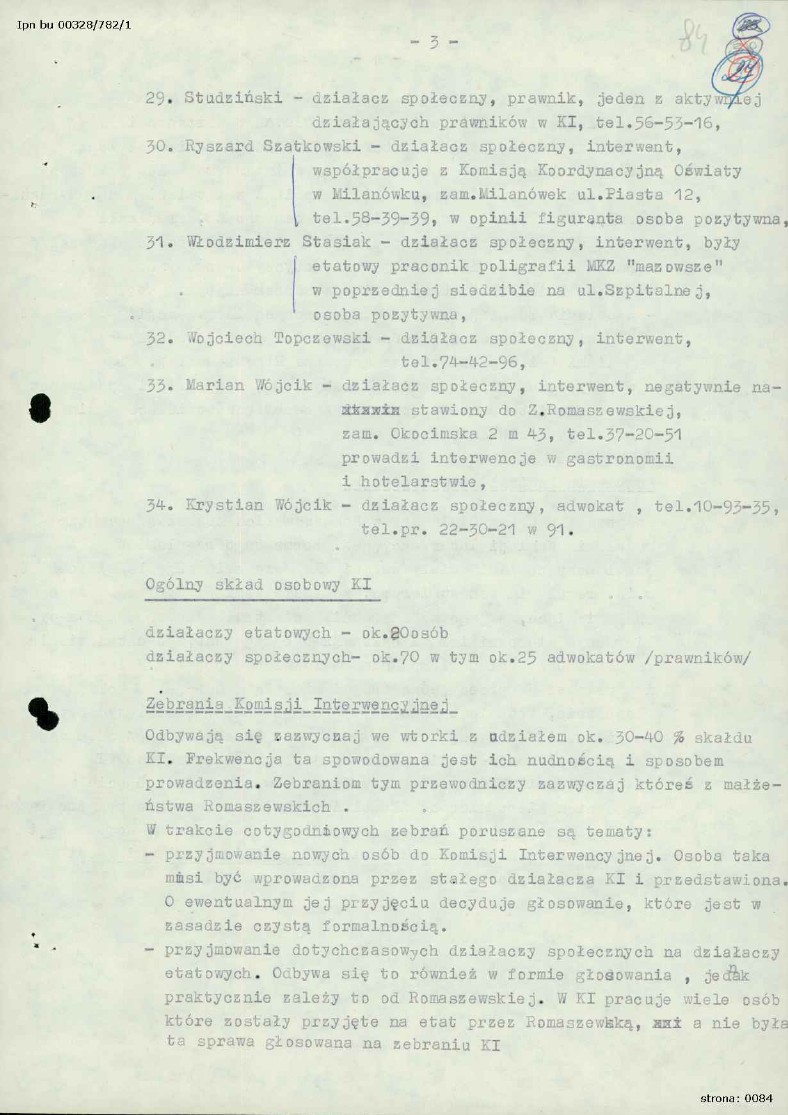 Ipn bu 00328/782/1
- 3 -
84
24
29. Studziński - działacz społeczny, prawnik, jeden z aktywniej
działających prawników w KI, tel.56-53-16,
30. Ryszard Szatkowski - działacz społeczny, interwent,
współpracuje z Komisją Koordynacyjną Oświaty
w Milanówku, zam.Milanówek ul.Piasta 12,
tel.58-39-39, w opinii figuranta osoba pozytywna,
31. Włodzimierz Stasiak - działacz społeczny, interwent, były
etatowy praconik poligrafii MKZ "mazowsze"
w poprzedniej siedzibie na ul.Szpitalnej,
osoba pozytywna,
32. Wojciech Topczewski - działacz społeczny, interwent,
tel.74-42-96,
33. Marian Wójcik - działacz społeczny, interwent, negatywnie na-
stawiony do Z.Romaszewskiej,
zam. Okocimska 2 m 43, tel.37-20-51
prowadzi interwencje w gastronomii
i hotelarstwie,
34. Krystian Wójcik - działacz społeczny, adwokat , tel.10-93-35,
tel.pr. 22-30-21 w 91.
Ogólny skład osobowy KI
działaczy etatowych - ok.20osób
działaczy społecznych- ok.70 w tym ok.25 adwokatów /prawników/
Zebrania Komisji Interwencyjnej
Odbywają się zazwyczaj we wtorki z udziałem ok. 30-40 % skałdu
KI. Frekwencja ta spowodowana jest ich nudnością i sposobem
prowadzenia. Zebraniom tym przewodniczy zazwyczaj któreś z małże-
ństwa Romaszewskich .
W trakcie cotygodniowych zebrań poruszane są tematy:
- przyjmowanie nowych osób do Komisji Interwencyjnej. Osoba taka
musi być wprowadzona przez stałego działacza KI i przedstawiona.
O ewentualnym jej przyjęciu decyduje głosowanie, które jest w
zasadzie czystą formalnością.
- przyjmowanie dotychczasowych działaczy społecznych na działaczy
etatowych. Odbywa się to również w formie głosowania , jednak
praktycznie zależy to od Romaszewskiej. W KI pracuje wiele osób
które zostały przyjęte na etat przez Romaszewską, a nie była
ta sprawa głosowana na zebraniu KI
strona: 0084